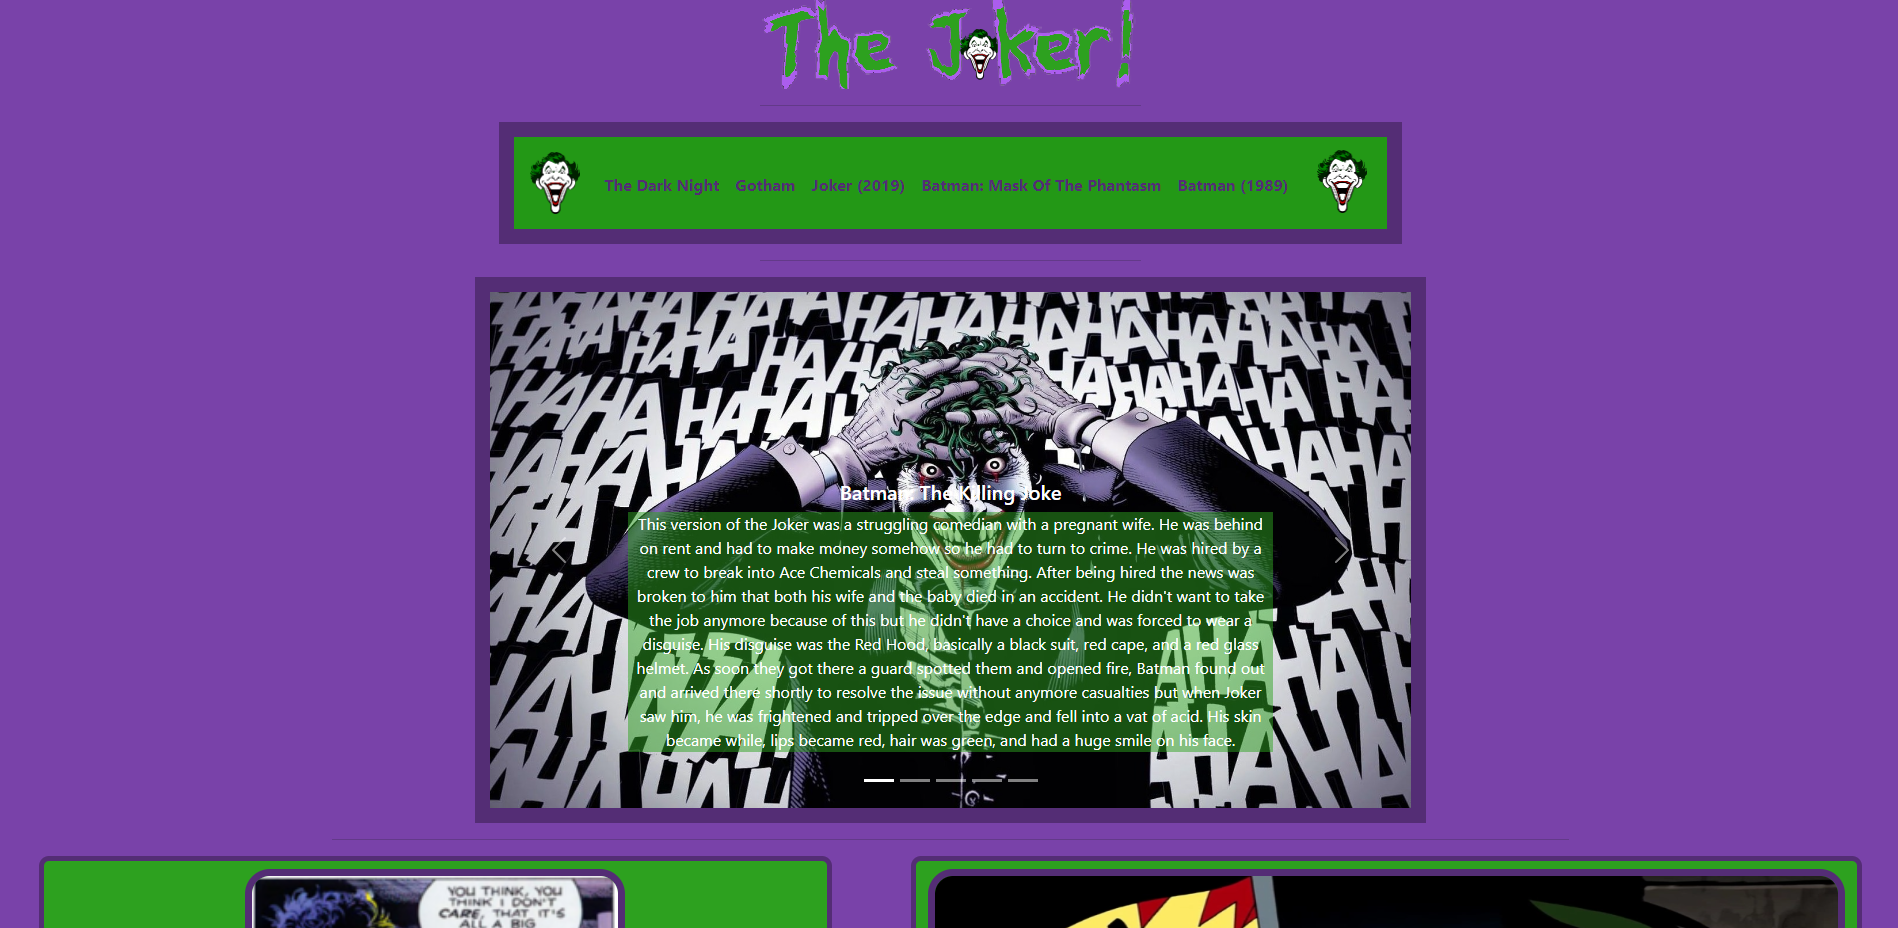 The Joker!
The Dark Night Gotham Joker (2019) Batman: Mask Of The Phantasm Batman (1989)
Batman: The Killing Joke
This version of the Joker was a struggling comedian with a pregnant wife. He was behind
on rent and had to make money somehow so he had to turn to crime. He was hired by a
crew to break into Ace Chemicals and steal something. After being hired the news was
broken to him that both his wife and the baby died in an accident. He didn't want to take
the job anymore because of this but he didn't have a choice and was forced to wear a
disguise. His disguise was the Red Hood, basically a black suit, red cape, and a red glass
helmet. As soon they got there a guard spotted them and opened fire, Batman found out
and arrived there shortly to resolve the issue without anymore casualties but when Joker
saw him, he was frightened and tripped over the edge and fell into a vat of acid. His skin
became while, lips became red, hair was green, and had a huge smile on his face.
YOU THINK, YOU
THINK I DON'T
CARE, THAT IT'S
ALL A BIG